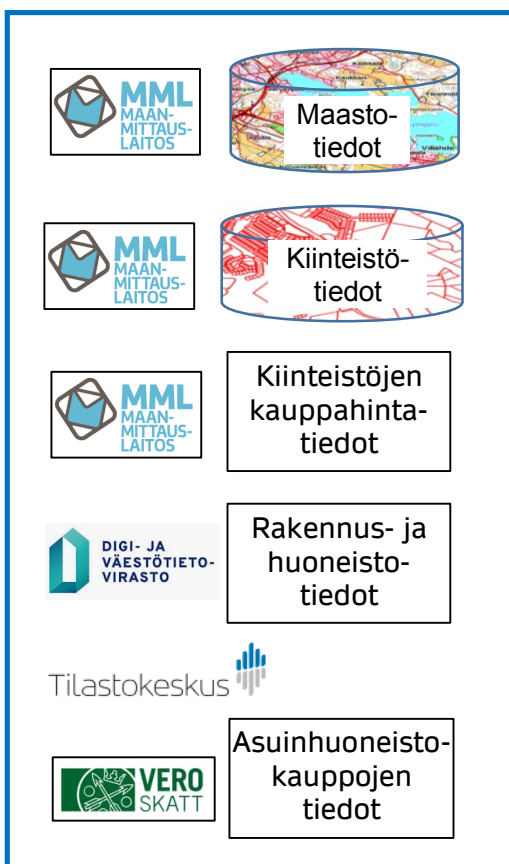 MML
MAAN-
MITTAUS-
LAITOS
Maasto-
tiedot
MML
MAAN-
MITTAUS-
LAITOS
Kiinteistö-
tiedot
MML
MAAN-
MITTAUS-
LAITOS
Kiinteistöjen
kauppahinta-
tiedot
DIGI- JA
VÄESTÖTIETO-
VIRASTO
Rakennus- ja
huoneisto-
tiedot
Tilastokeskus
VERO
SKATT
Asuinhuoneisto-
kauppojen
tiedot